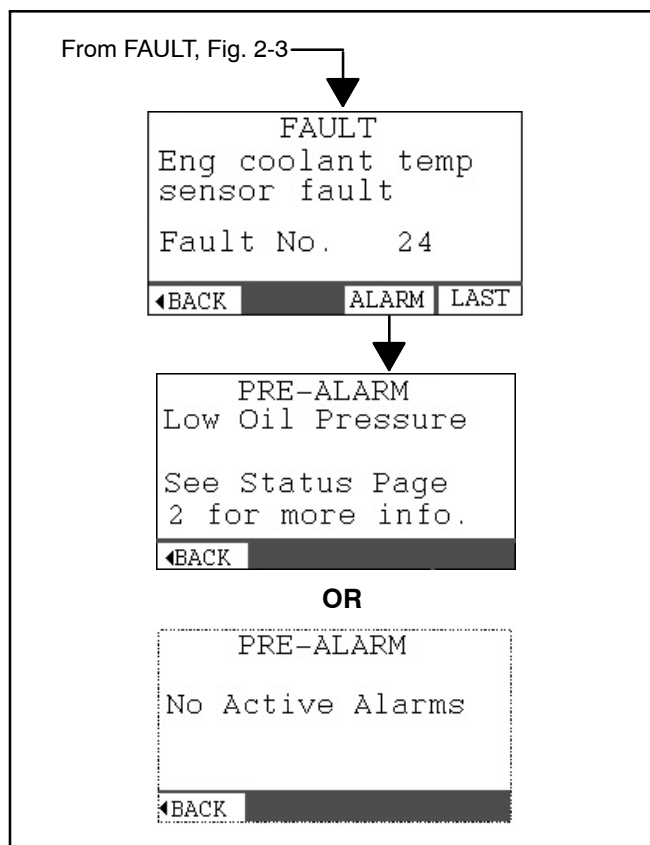 From FAULT, Fig. 2-3
FAULT
Eng coolant temp
sensor fault
Fault No. 24
◀BACK ALARM LAST
PRE-ALARM
Low Oil Pressure
See Status Page
2 for more info.
◀BACK
OR
PRE-ALARM
No Active Alarms
◀BACK